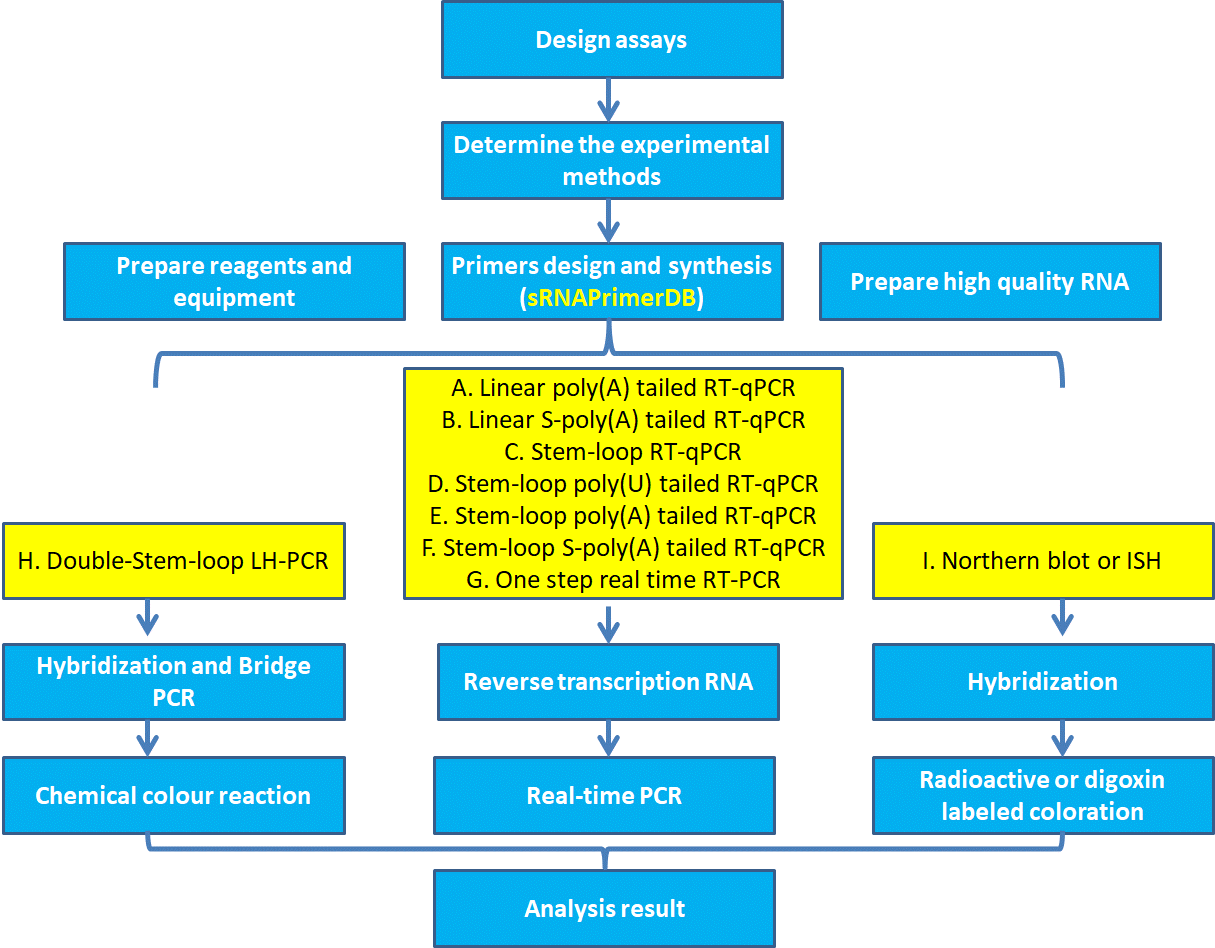 Design assays
Determine the experimental
methods
Prepare reagents and
equipment
Primers design and synthesis
(sRNAPrimerDB)
Prepare high quality RNA
A. Linear poly(A) tailed RT-qPCR
B. Linear S-poly(A) tailed RT-qPCR
C. Stem-loop RT-qPCR
D. Stem-loop poly(U) tailed RT-qPCR
E. Stem-loop poly(A) tailed RT-qPCR
F. Stem-loop S-poly(A) tailed RT-qPCR
G. One step real time RT-PCR
H. Double-Stem-loop LH-PCR
I. Northern blot or ISH
Hybridization and Bridge
PCR
Reverse transcription RNA
Hybridization
Chemical colour reaction
Real-time PCR
Radioactive or digoxin
labeled coloration
Analysis result